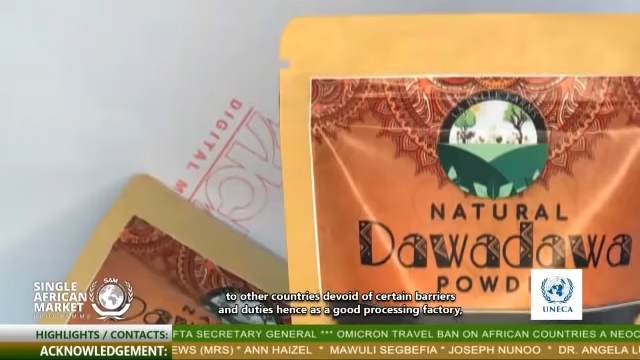 DIGITAL M
NATURAL
Dawadawa
POWD
to other countries devoid of certain barriers
and duties hence as a good processing factory,
SINGLE
AFRICAN
MARKET
SAM
UNECA
HIGHLIGHTS / CONTACTS: FTA SECRETARY GENERAL *** OMICRON TRAVEL BAN ON AFRICAN COUNTRIES A NEOC
ACKNOWLEDGEMENT: EWS (MRS) * ANN HAIZEL * MAWULI SEGBEFIA * JOSEPH NUNOO * DR. ANGELA